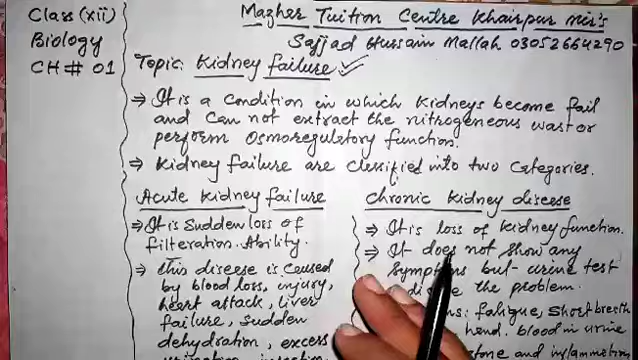 Class (xii)
Biology
CH # 01
Mazher Tuition Centre Khairpur mir's
Sajjad Hussain Mallah 03052664290
Topic: Kidney failure ✓
⇒ It is a condition in which kidneys become fail
and can not extract the nitrogeneous wast or
perform Osmoregulatory function.
⇒ Kidney failure are classified into two Categories.
Acute Kidney failure
⇒ It is sudden loss of
filteration. Ability.
⇒ this diseese is caused
by blood loss, injury,
heart attack, liver
failure, sudden
dehydration, excess
Chronic Kidney disease
⇒ It is loss of kidney function.
⇒ It does not show any
symptoms but urine test
the problem.
fatigue, short breath
hend. blood in urine
and inflammation